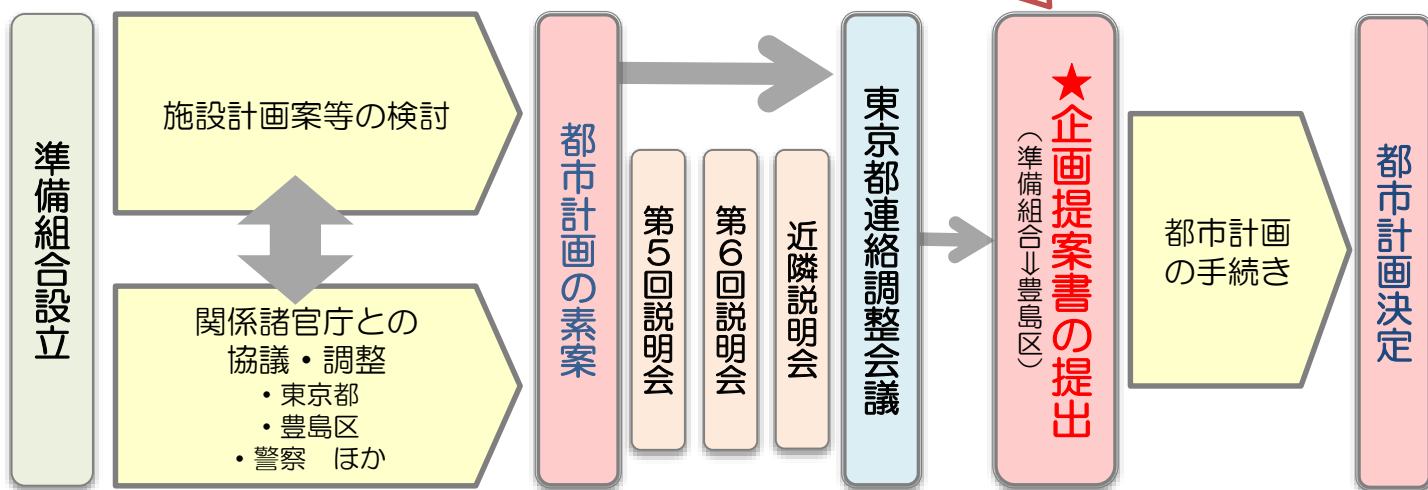 準備組合設立
施設計画案等の検討
関係諸官庁との
協議・調整
・東京都
・豊島区
・警察　ほか
都市計画の素案
第5回説明会
第6回説明会
近隣説明会
東京都連絡調整会議
★企画提案書の提出
（準備組合⇒豊島区）
都市計画
の手続き
都市計画決定